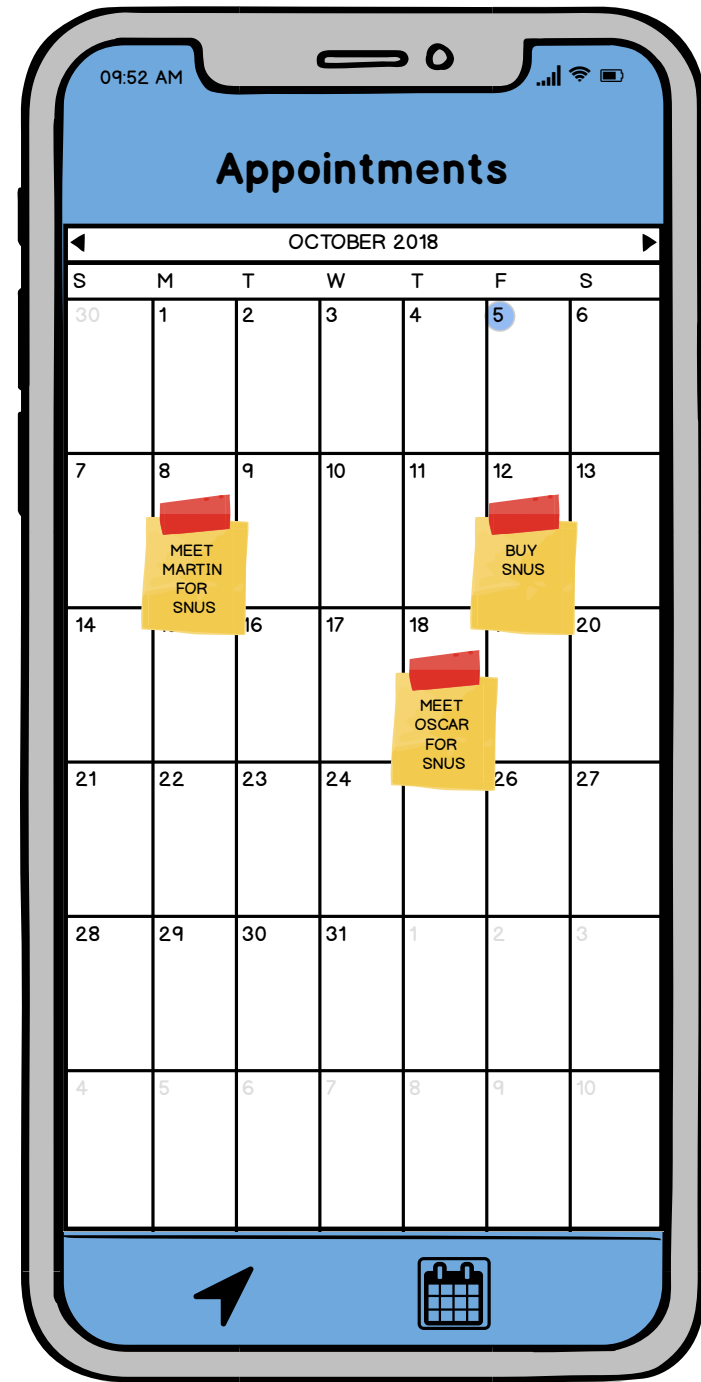 09:52 AM
Appointments
OCTOBER 2018
S M T W T F S
30 1 2 3 4 5 6
7 8 9 10 11 12 13
MEET
MARTIN
FOR
SNUS
BUY
SNUS
14 16 17 18 20
MEET
OSCAR
FOR
SNUS
21 22 23 24 26 27
28 29 30 31 1 2 3
4 5 6 7 8 9 10